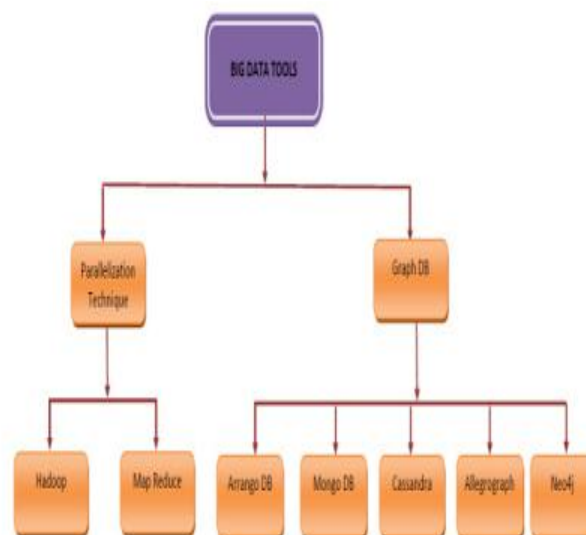 BIG DATA TOOLS
Parallelization
Technique
Graph DB
Hadoop
Map Reduce
Arrango DB
Mongo DB
Cassandra
Allegrograph
Neo4j